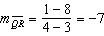 m_{\overline{QR}} = \frac{1-8}{4-3} = -7